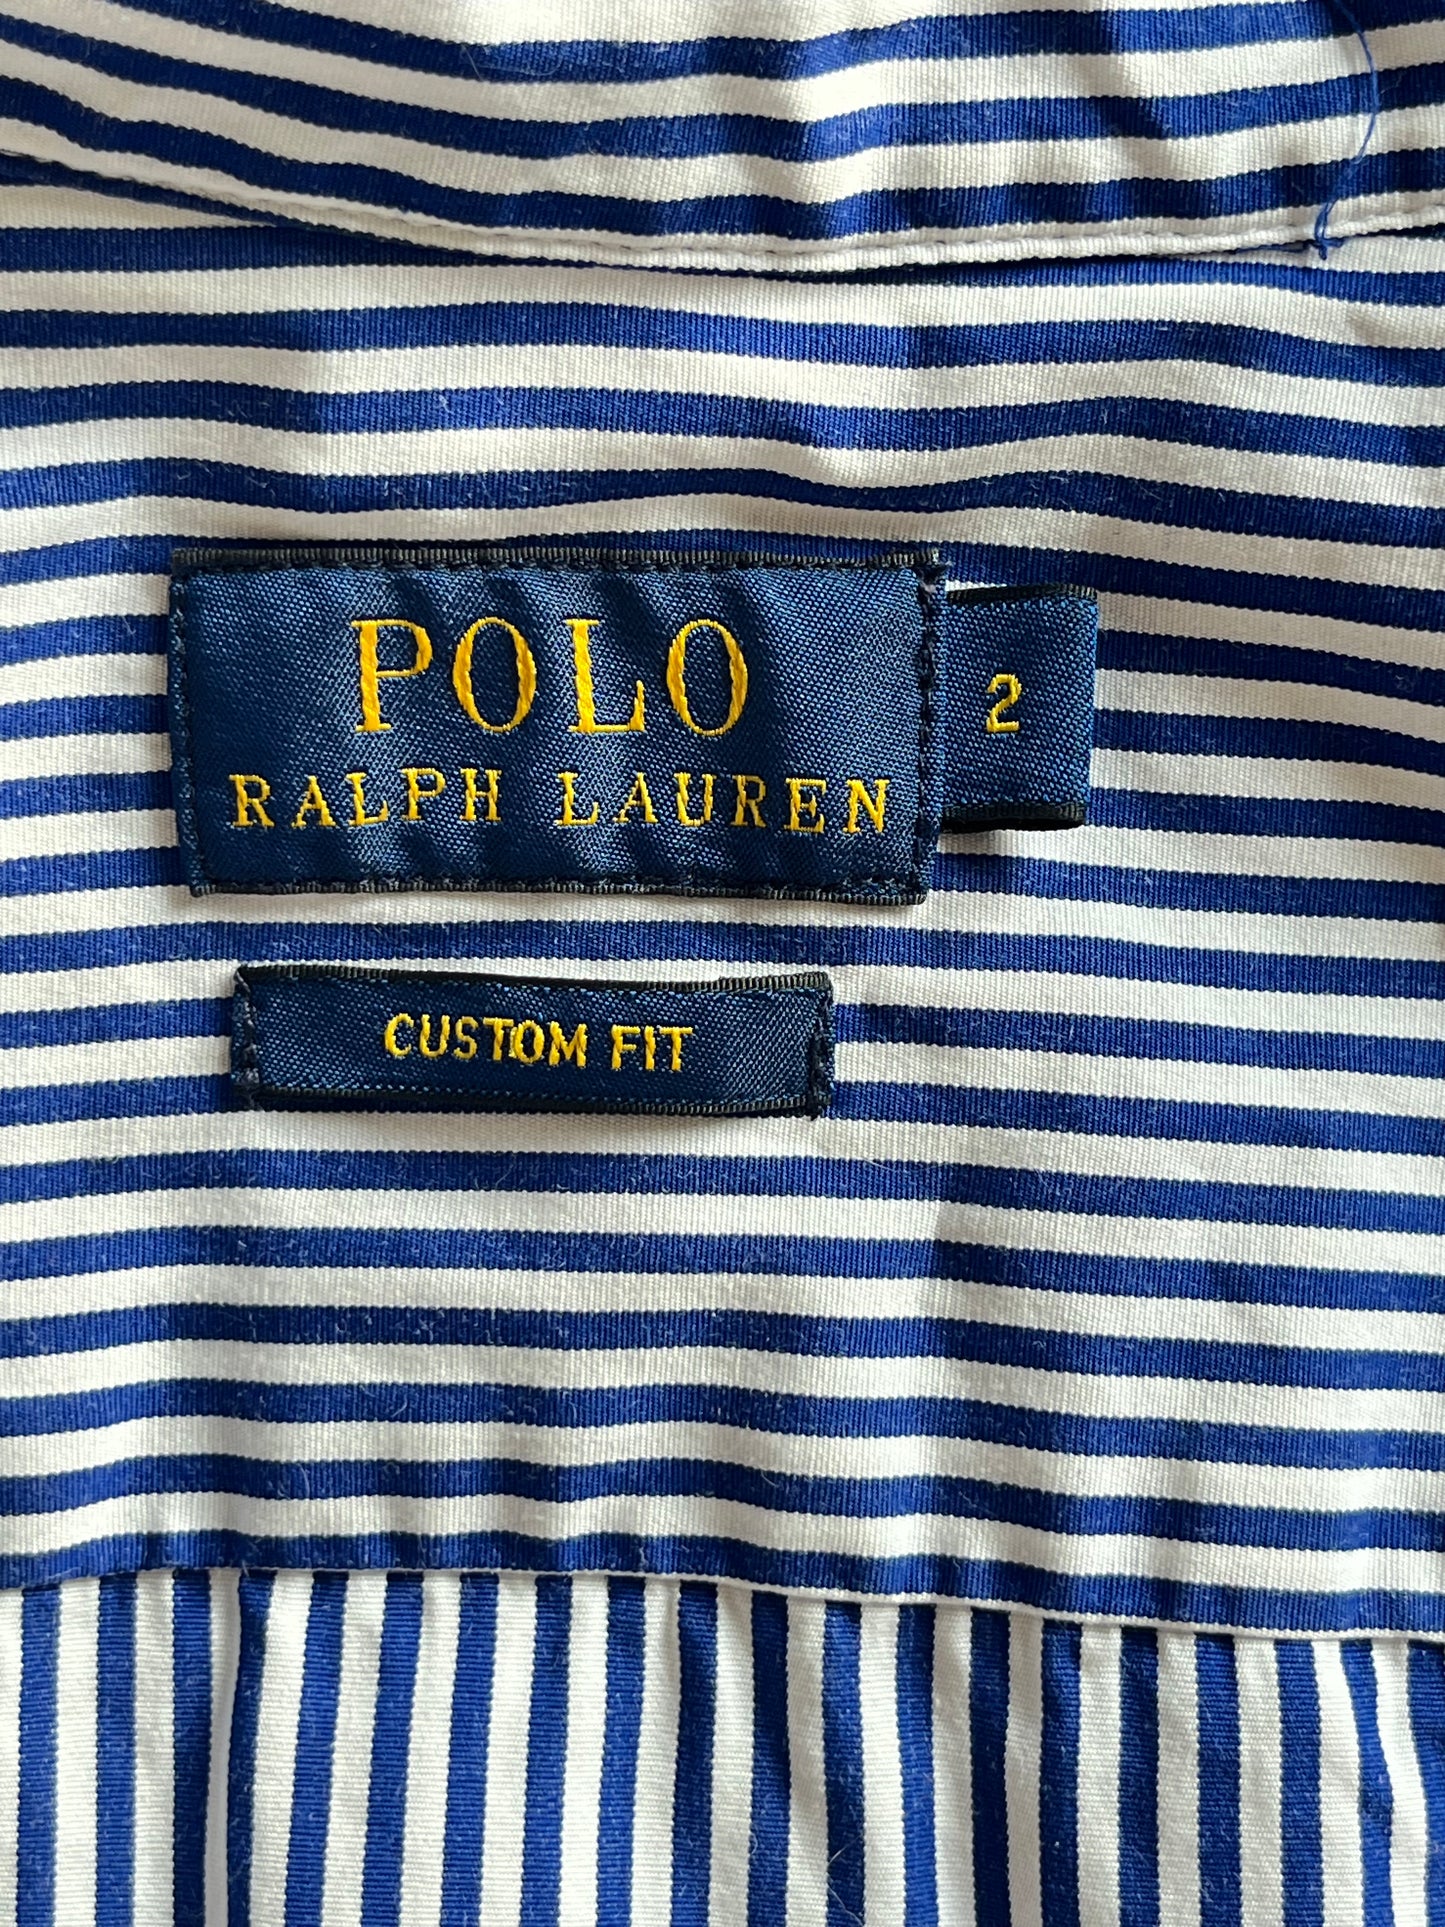 POLO
RALPH LAUREN
2
CUSTOM FIT